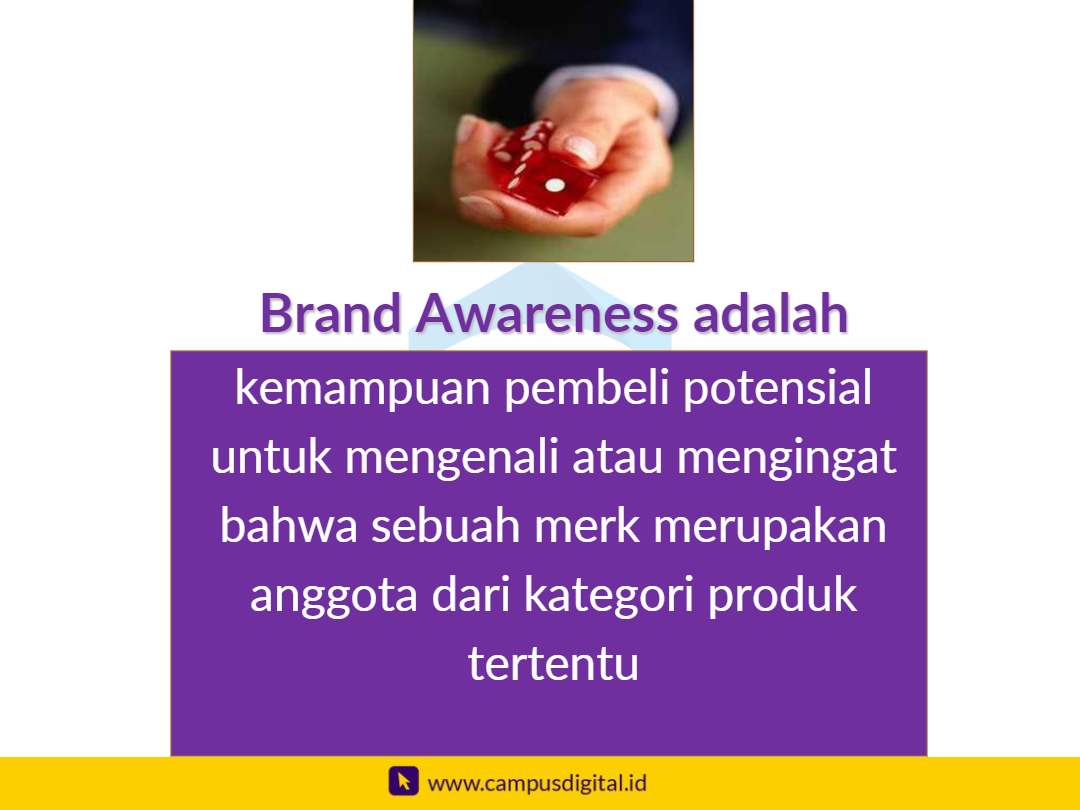 Brand Awareness adalah
kemampuan pembeli potensial
untuk mengenali atau mengingat
bahwa sebuah merk merupakan
anggota dari kategori produk
tertentu
www.campusdigital.id